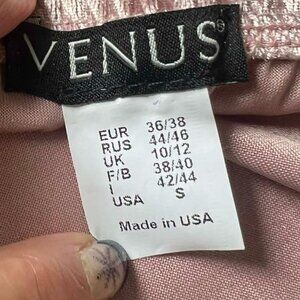 VENUS®
EUR 36/38
RUS 44/46
UK 10/12
F/B 38/40
I 42/44
USA S
Made in USA